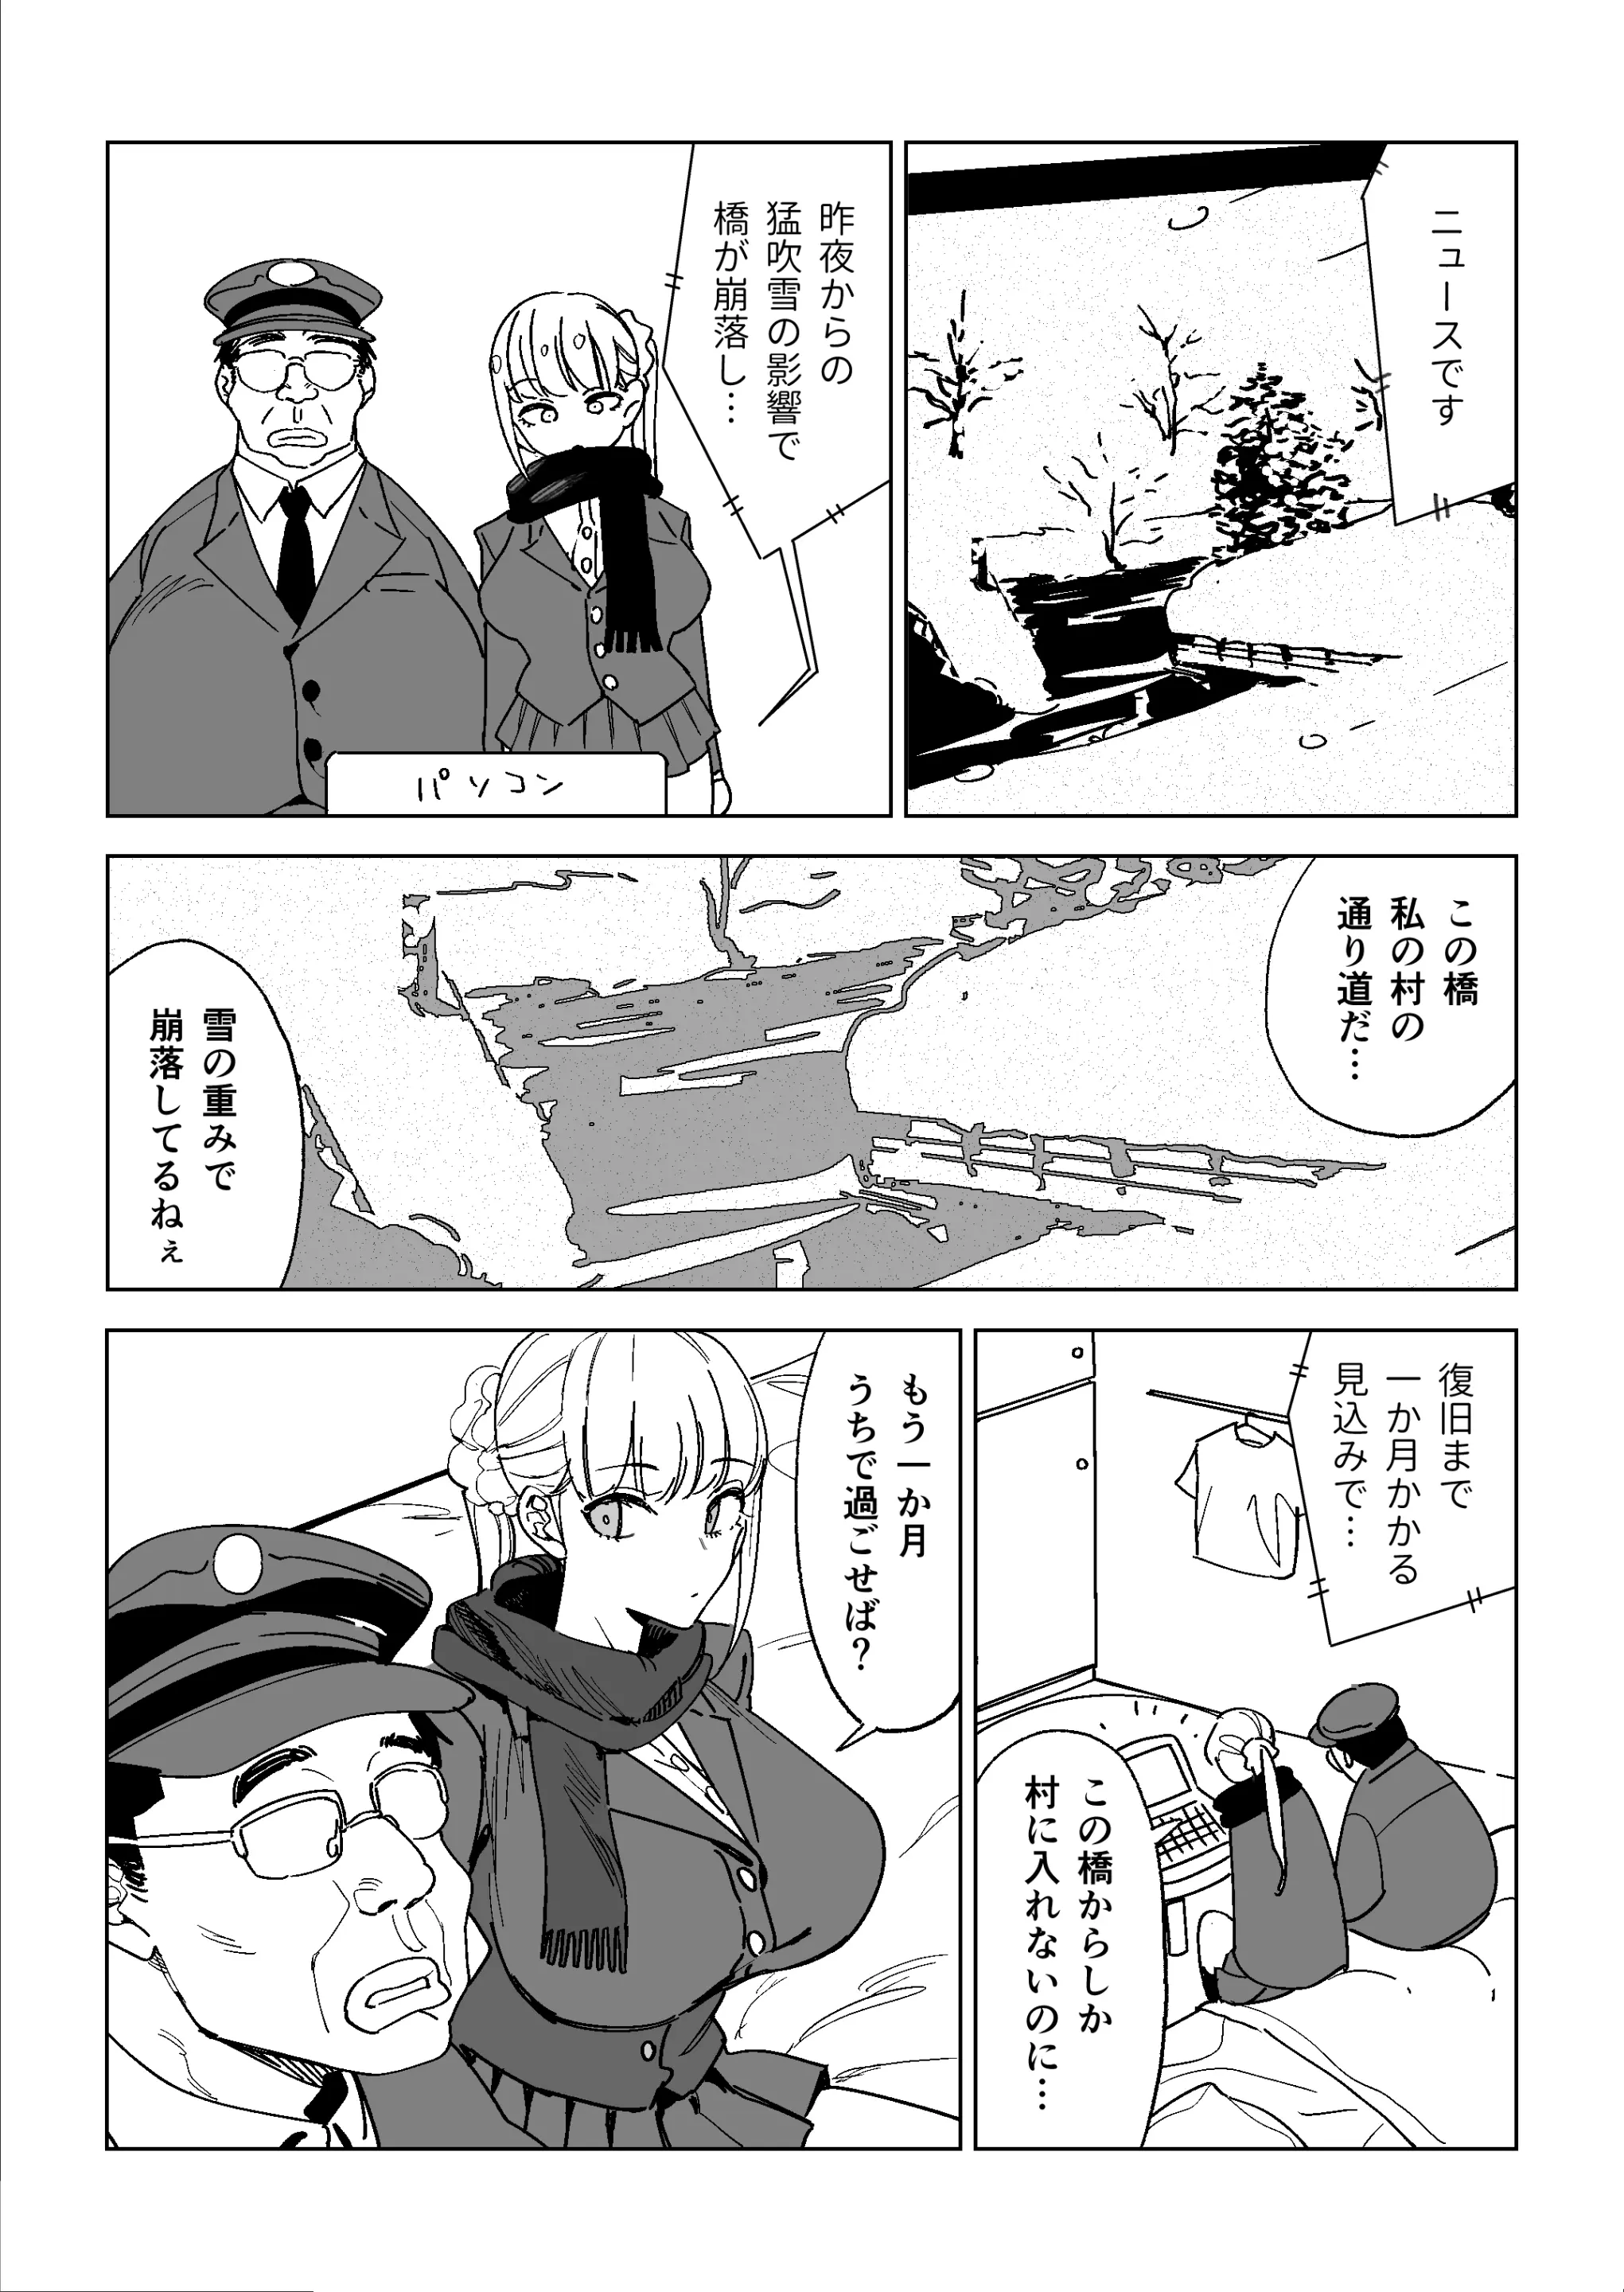 ニュースです
昨夜からの
猛吹雪の影響で
橋が崩落し…
パソコン
この橋
私の村の
通り道だ…
雪の重みで
崩落してるねぇ
復旧まで
一か月かかる
見込みで…
この橋からしか
村に入れないのに…
もう一か月
うちで過ごせば？